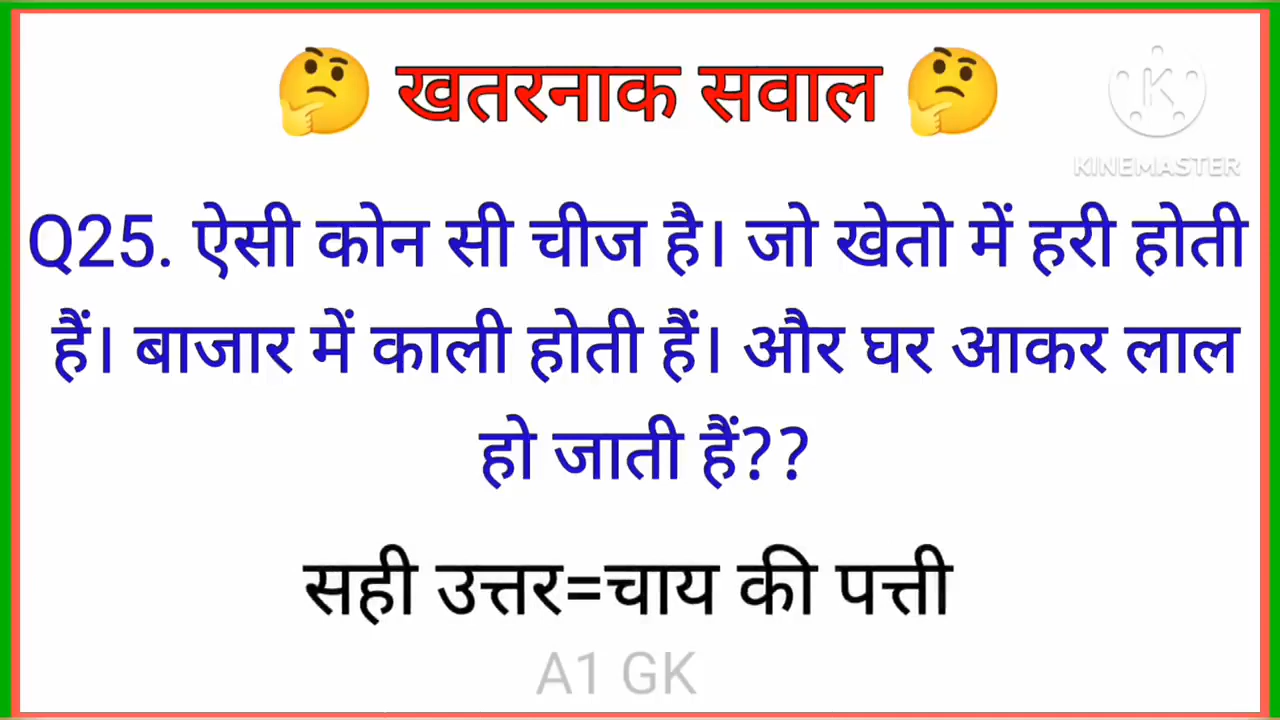 🤔 खतरनाक सवाल 🤔
KINEMASTER
Q25. ऐसी कोन सी चीज है। जो खेतो में हरी होती
हैं। बाजार में काली होती हैं। और घर आकर लाल
हो जाती हैं??
सही उत्तर=चाय की पत्ती
A1 GK